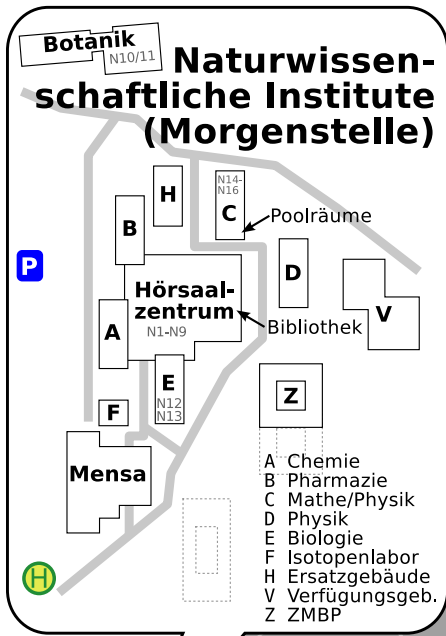 Botanik
N10/11
Naturwissen-
schaftliche Institute
(Morgenstelle)
H
N14-
N16
C
Poolräume
B
P
D
Hörsaal-
zentrum
N1-N9
V
Bibliothek
A
E
N12
N13
Z
F
Mensa
A Chemie
B Pharmazie
C Mathe/Physik
D Physik
E Biologie
F Isotopenlabor
H Ersatzgebäude
V Verfügungsgeb.
Z ZMBP
H